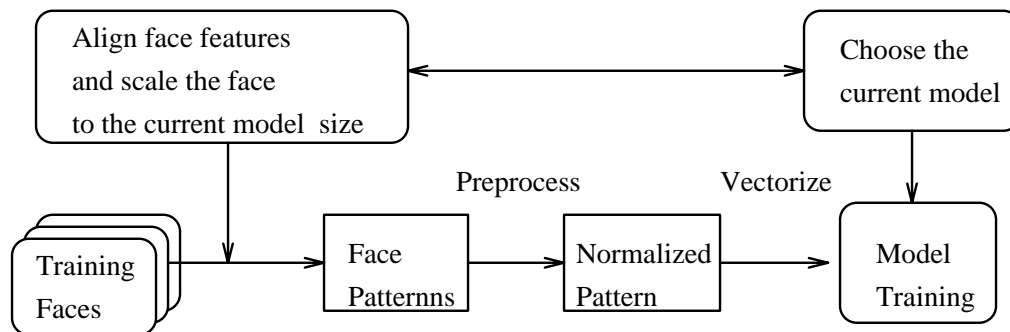 Align face features
and scale the face
to the current model size
Choose the
current model
Preprocess
Vectorize
Training
Faces
Face
Patternns
Normalized
Pattern
Model
Training